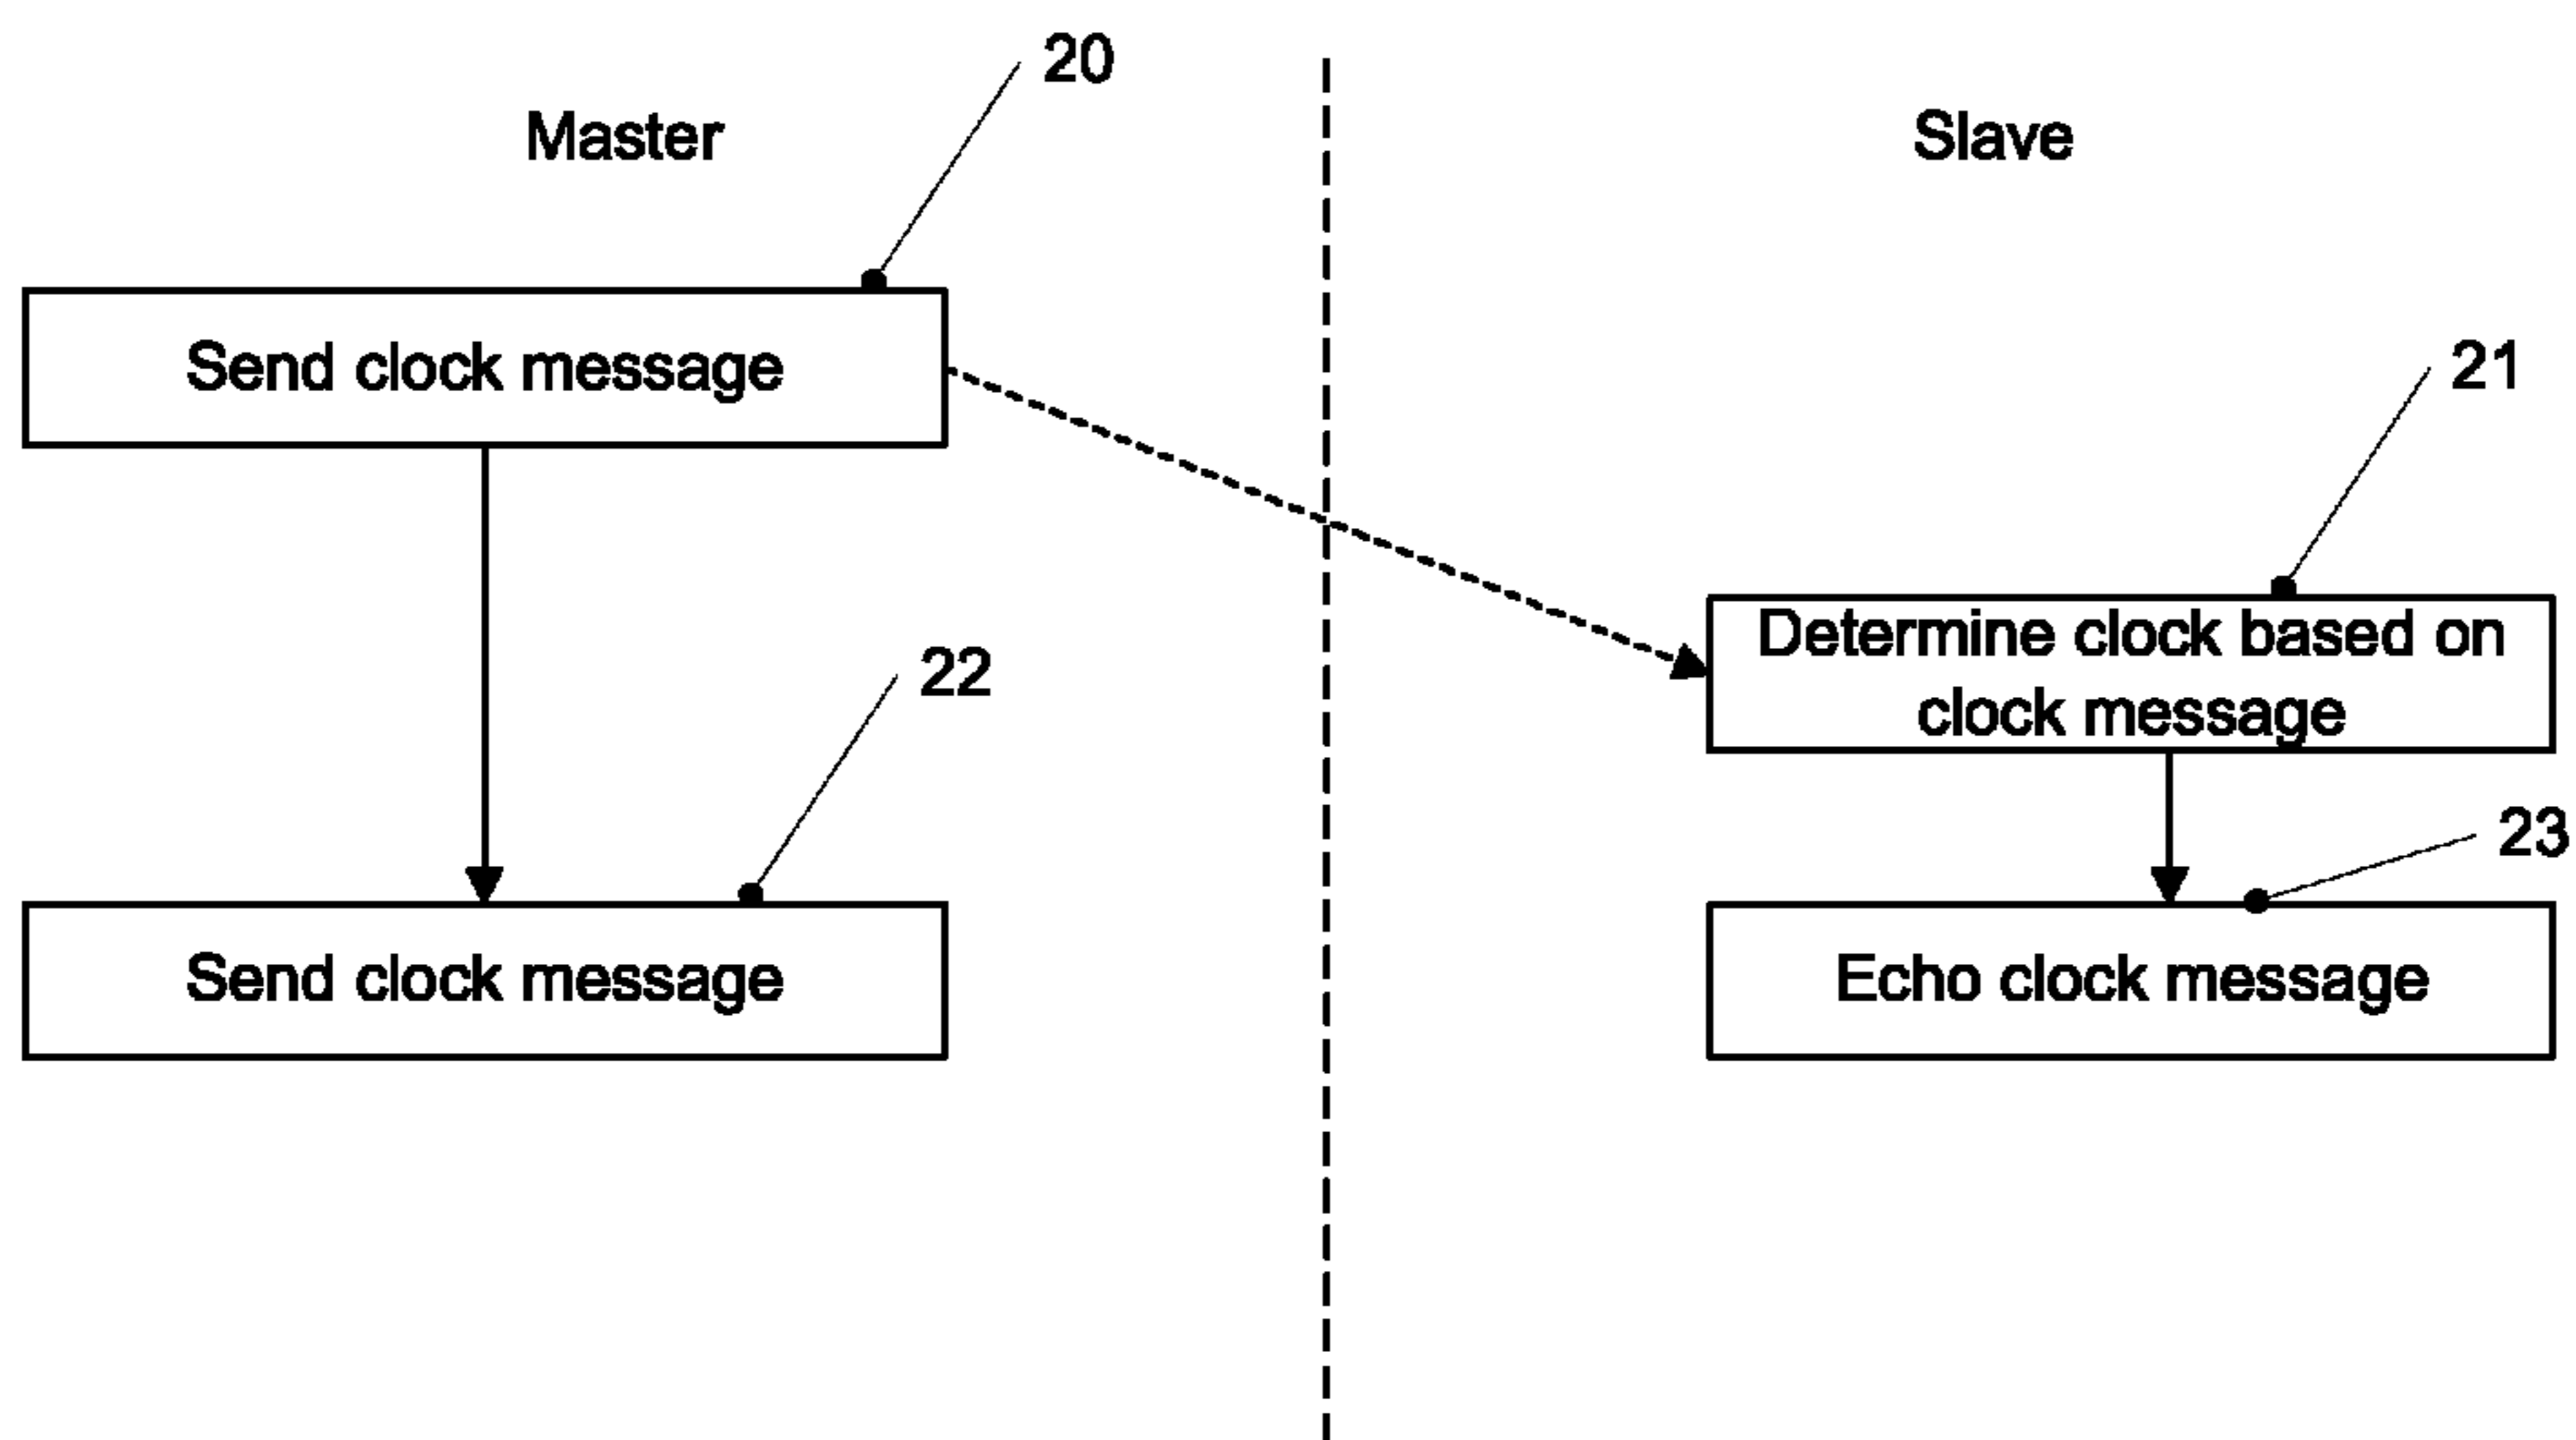 20
Master
Slave
Send clock message
21
Determine clock based on
clock message
22
23
Send clock message
Echo clock message